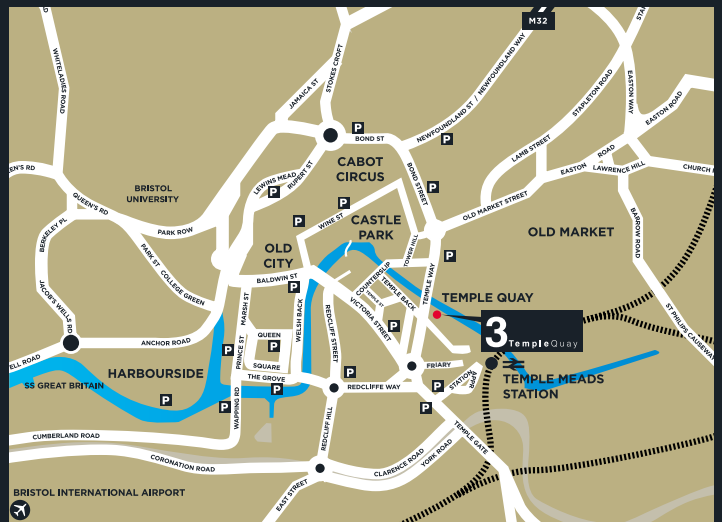 M32
WHITELADIES ROAD
STOKES CROFT
JAMAICA ST
NEWFOUNDLAND ST / NEWFOUNDLAND WAY
STAPLETON ROAD
EASTON WAY
EASTON ROAD
P
BOND ST
P
LAMB STREET
EASTON ROAD
LAWRENCE HILL
CHURCH
EEN'S RD
QUEEN'S RD
BRISTOL
UNIVERSITY
LEWINS MEAD
RUPERT ST
P
CABOT
CIRCUS
BOND STREET
P
OLD MARKET STREET
BERKELEY PL
PARK ROW
P
WINE ST
P
CASTLE
PARK
OLD MARKET
BARROW ROAD
PARK ST
COLLEGE GREEN
OLD
CITY
TOWER HILL
P
TEMPLE WAY
BALDWIN ST
P
COUNTERSLIP
TEMPLE ST
TEMPLE BACK
JACOB'S WELLS RD
MARSH ST
WELSH BACK
REDCLIFF STREET
VICTORIA STREET
P
TEMPLE QUAY
ST PHILIPS CAUSEWAY
3
TempleQuay
ANCHOR ROAD
PRINCE ST
QUEEN
SQUARE
P
FRIARY
ELL ROAD
HARBOURSIDE
THE GROVE
P
REDCLIFFE WAY
P
STATION
APPR
TEMPLE MEADS
STATION
SS GREAT BRITAIN
P
P
WAPPING RD
P
REDCLIFF HILL
TEMPLE GATE
CUMBERLAND ROAD
CORONATION ROAD
CLARENCE ROAD
YORK ROAD
EAST STREET
BRISTOL INTERNATIONAL AIRPORT